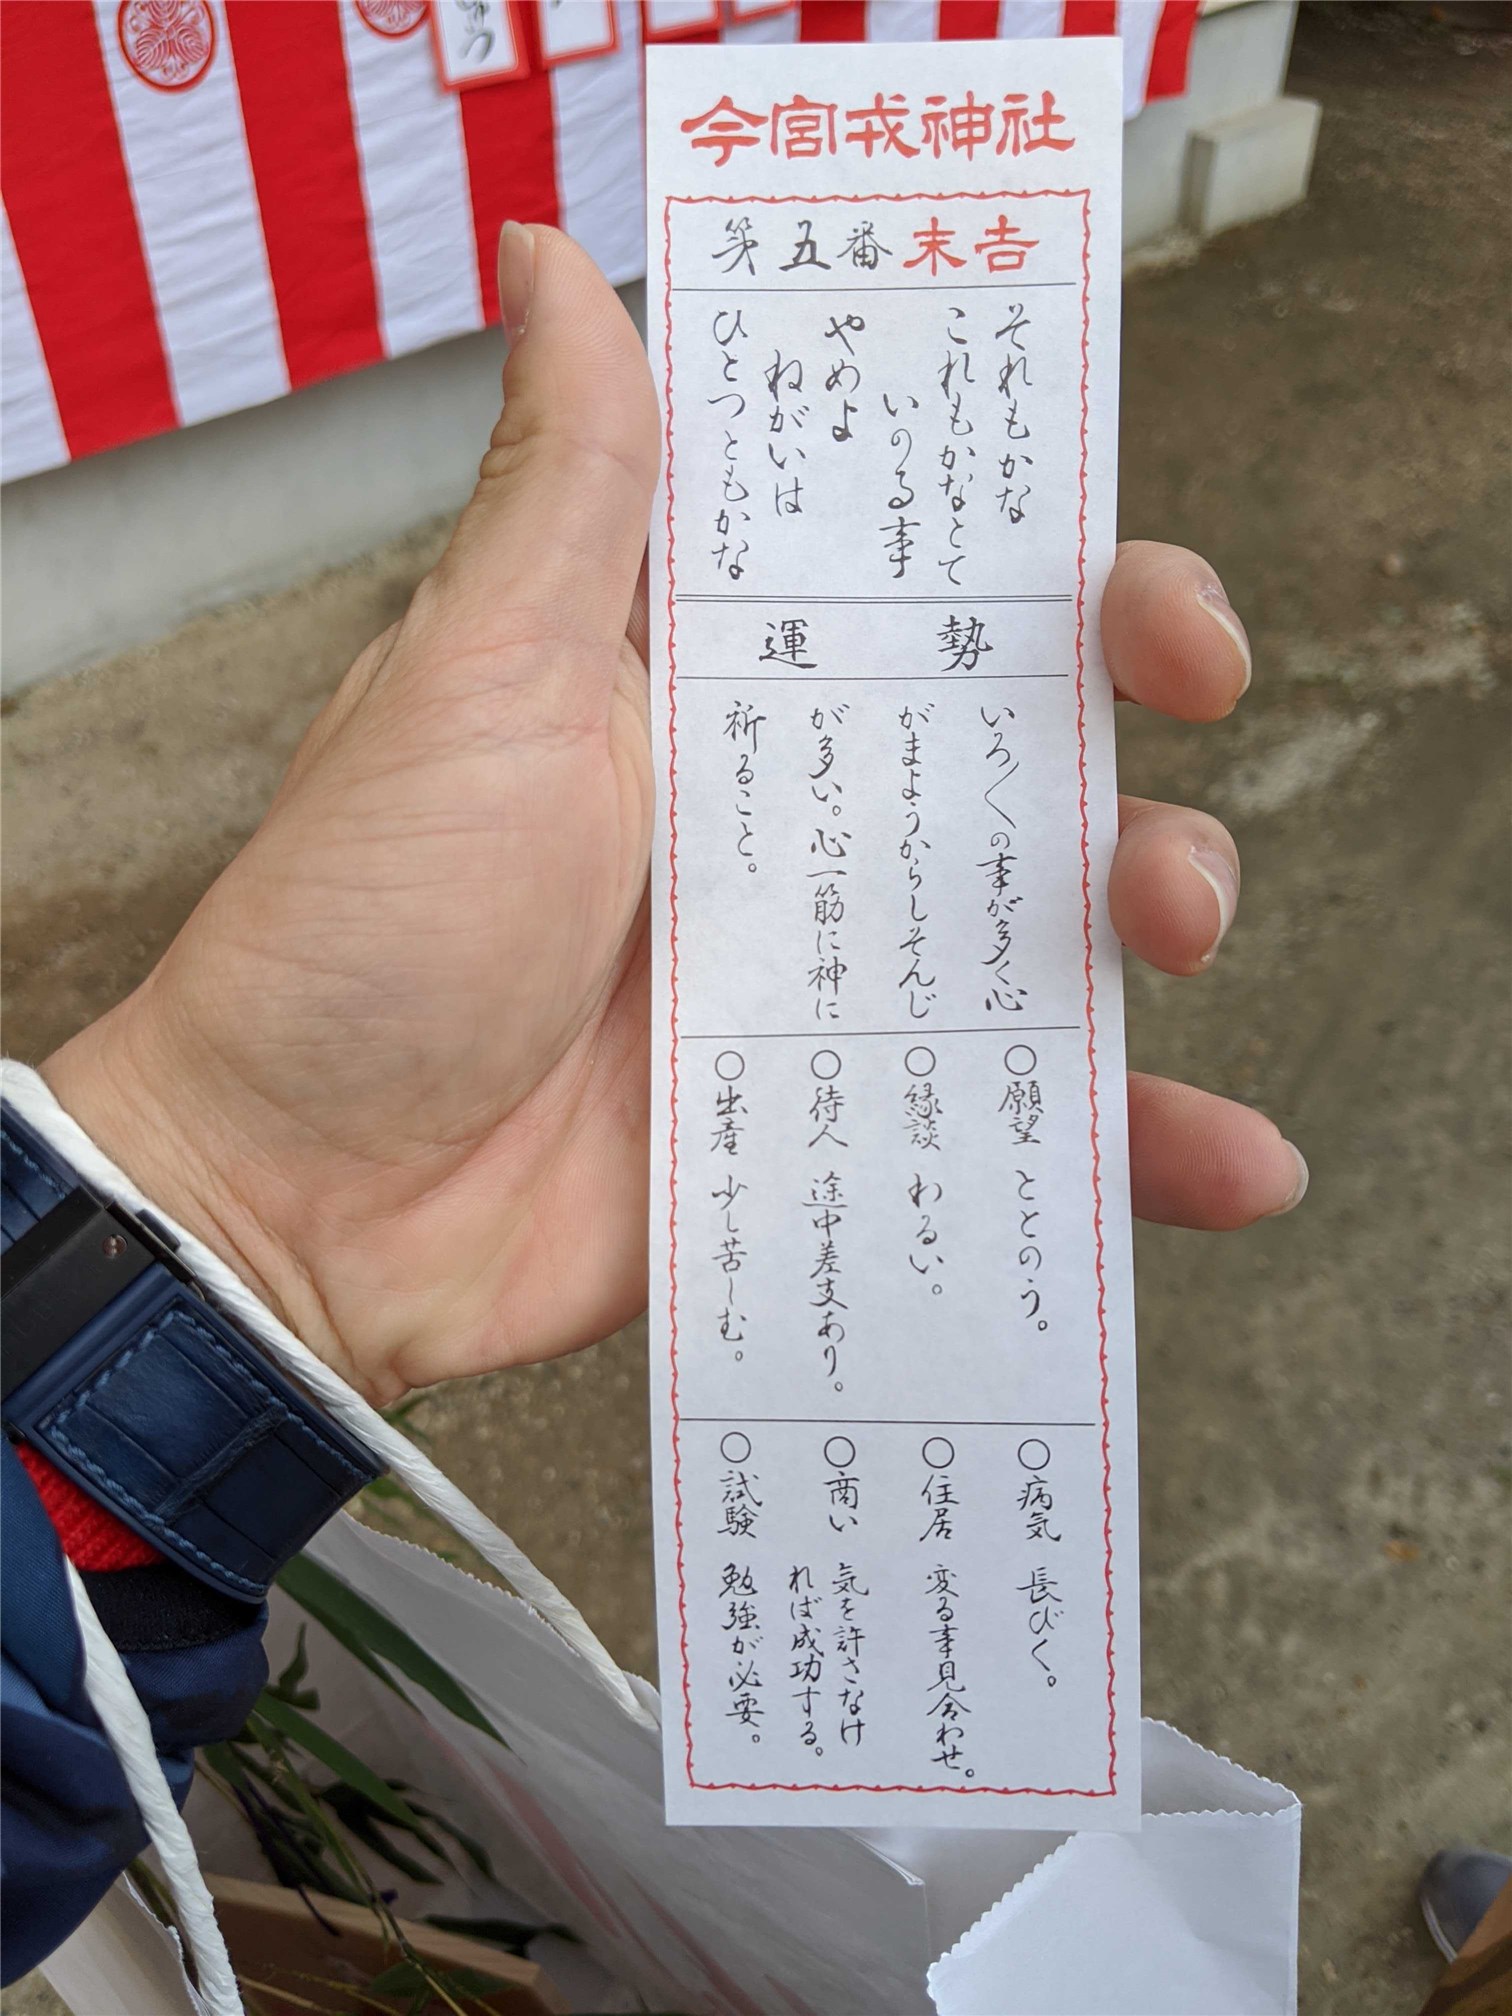 今宮戎神社
第五番 末吉
それもかな
これもかなとて
いのる事
やめよ
ねがいは
ひとつともかな
運勢
いろ〳〵の事が多く心
がまようからしそんじ
が多い。心一筋に神に
祈ること。
○願望 ととのう。
○縁談 わるい。
○待人 途中差支あり。
○出産 少し苦しむ。
○病気 長びく。
○住居 変る事見合わせ。
○商い 気を許さなけ
れば成功する。
○試験 勉強が必要。